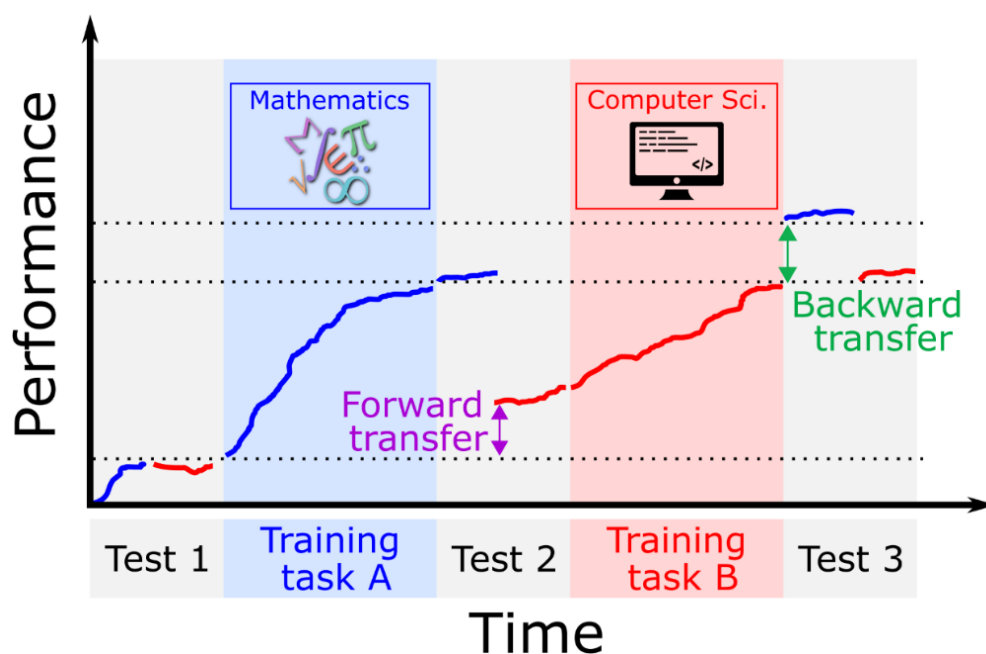 Performance
Mathematics
Computer Sci.
</>
Forward
transfer
Backward
transfer
Test 1
Training
task A
Test 2
Training
task B
Test 3
Time